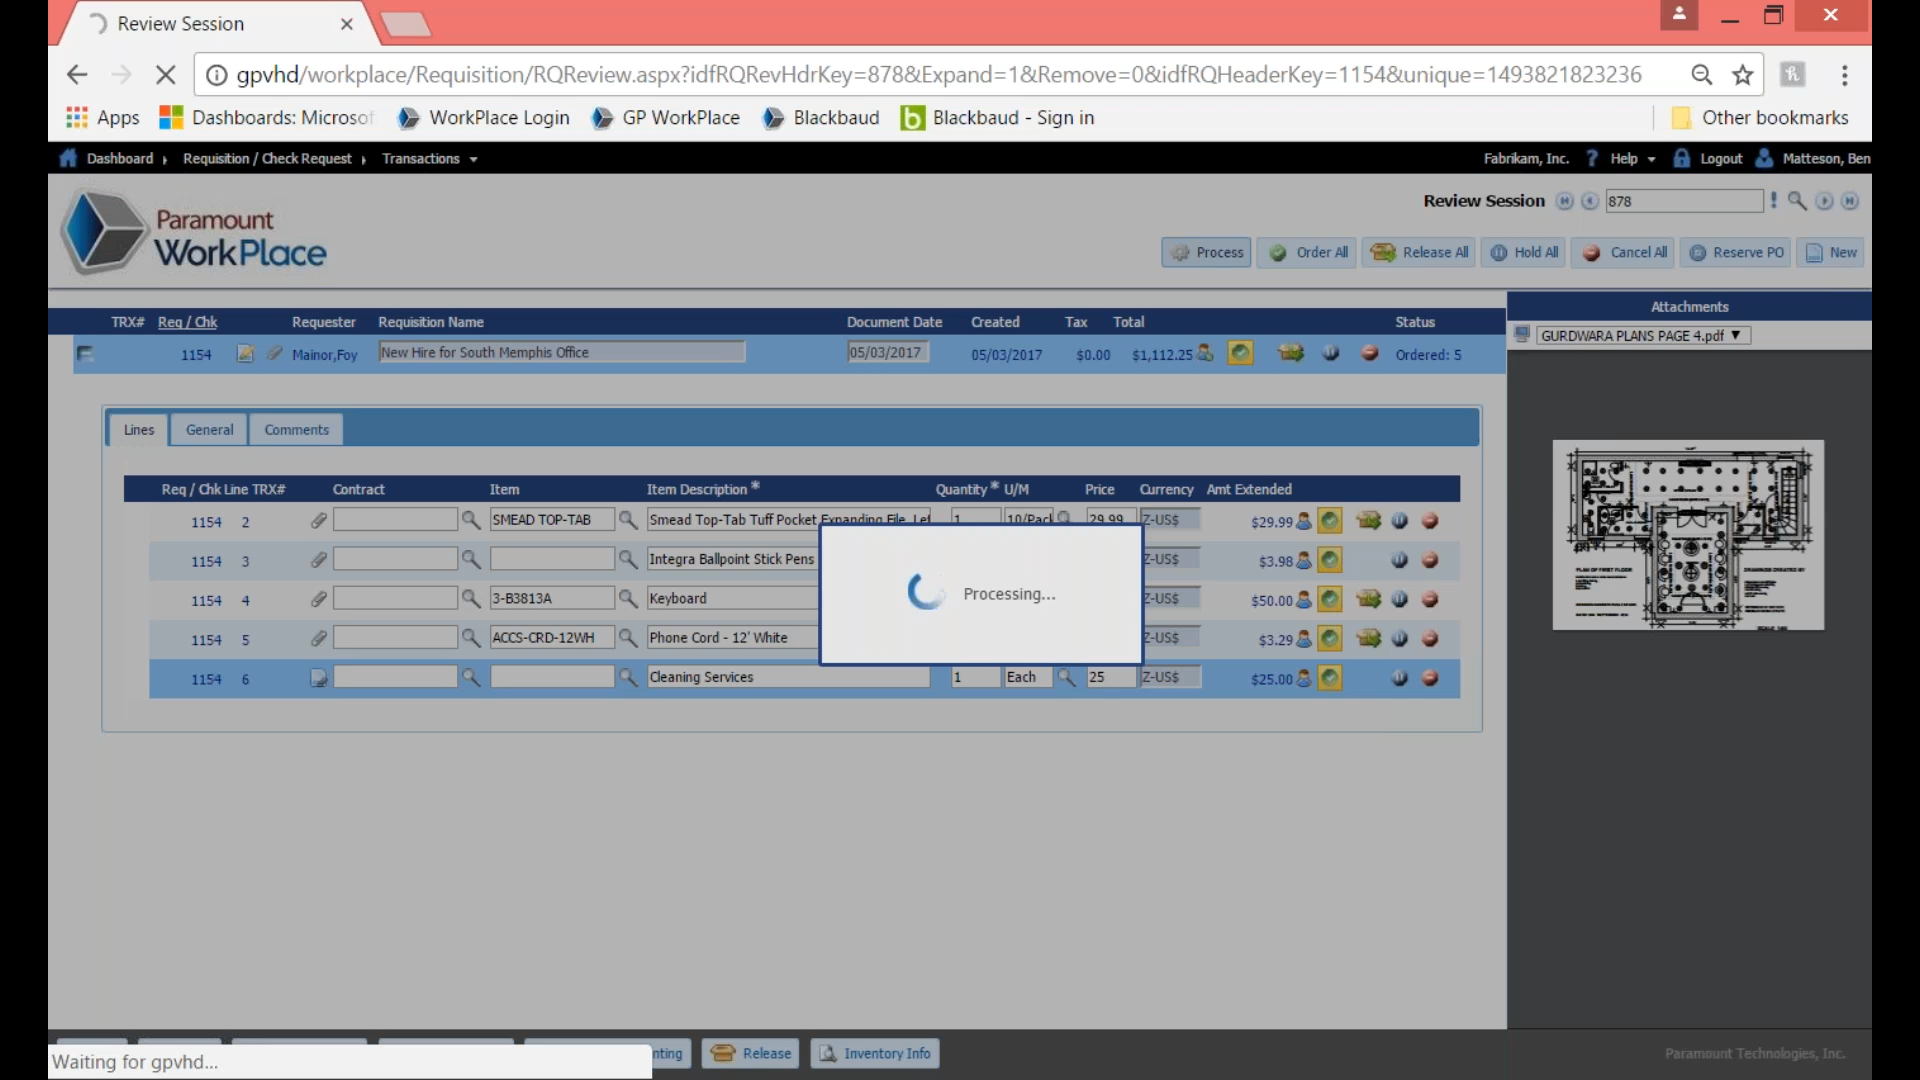 Review Session
gpvhd/workplace/Requisition/RQReview.aspx?idfRQRevHdrKey=878&Expand=1&Remove=0&idfRQHeaderKey=1154&unique=1493821823236
Apps Dashboards: Microsof WorkPlace Login GP WorkPlace Blackbaud Blackbaud - Sign in Other bookmarks
Dashboard Requisition / Check Request Transactions Fabrikam, Inc. ? Help Logout Matteson, Ben
Paramount
WorkPlace
Review Session 878
Process Order All Release All Hold All Cancel All Reserve PO New
TRX# Req / Chk Requester Requisition Name Document Date Created Tax Total Status
1154 Mainor,Foy New Hire for South Memphis Office 05/03/2017 05/03/2017 $0.00 $1,112.25 Ordered: 5
Attachments
GURDWARA PLANS PAGE 4.pdf
Lines General Comments
Req / Chk Line TRX# Contract Item Item Description * Quantity * U/M Price Currency Amt Extended
1154 2 SMEAD TOP-TAB Smead Top-Tab Tuff Pocket Expanding File, Let 1 10/Pack 29.99 Z-US$ $29.99
1154 3 Integra Ballpoint Stick Pens Z-US$ $3.98
1154 4 3-B3813A Keyboard Z-US$ $50.00
1154 5 ACCS-CRD-12WH Phone Cord - 12' White Z-US$ $3.29
1154 6 Cleaning Services 1 Each 25 Z-US$ $25.00
Processing...
nting Release Inventory Info
Waiting for gpvhd...
Paramount Technologies, Inc.